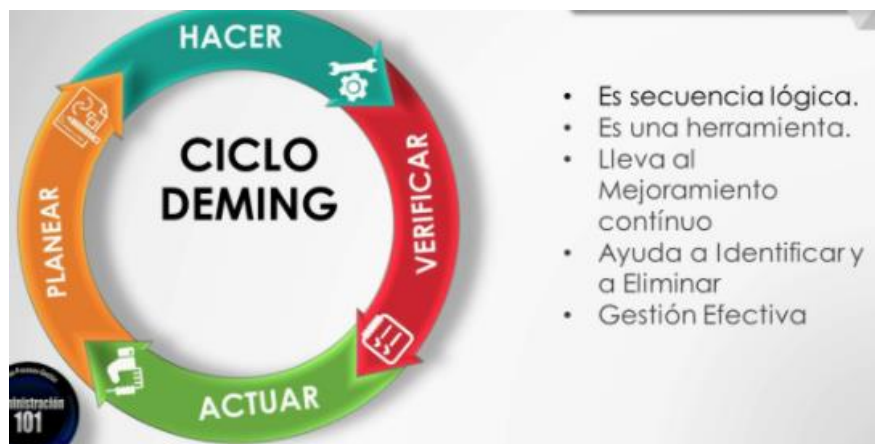 HACER
CICLO
DEMING
VERIFICAR
PLANEAR
ACTUAR
• Es secuencia lógica.
• Es una herramienta.
• Lleva al
Mejoramiento
contínuo
• Ayuda a Identificar y
a Eliminar
• Gestión Efectiva
101